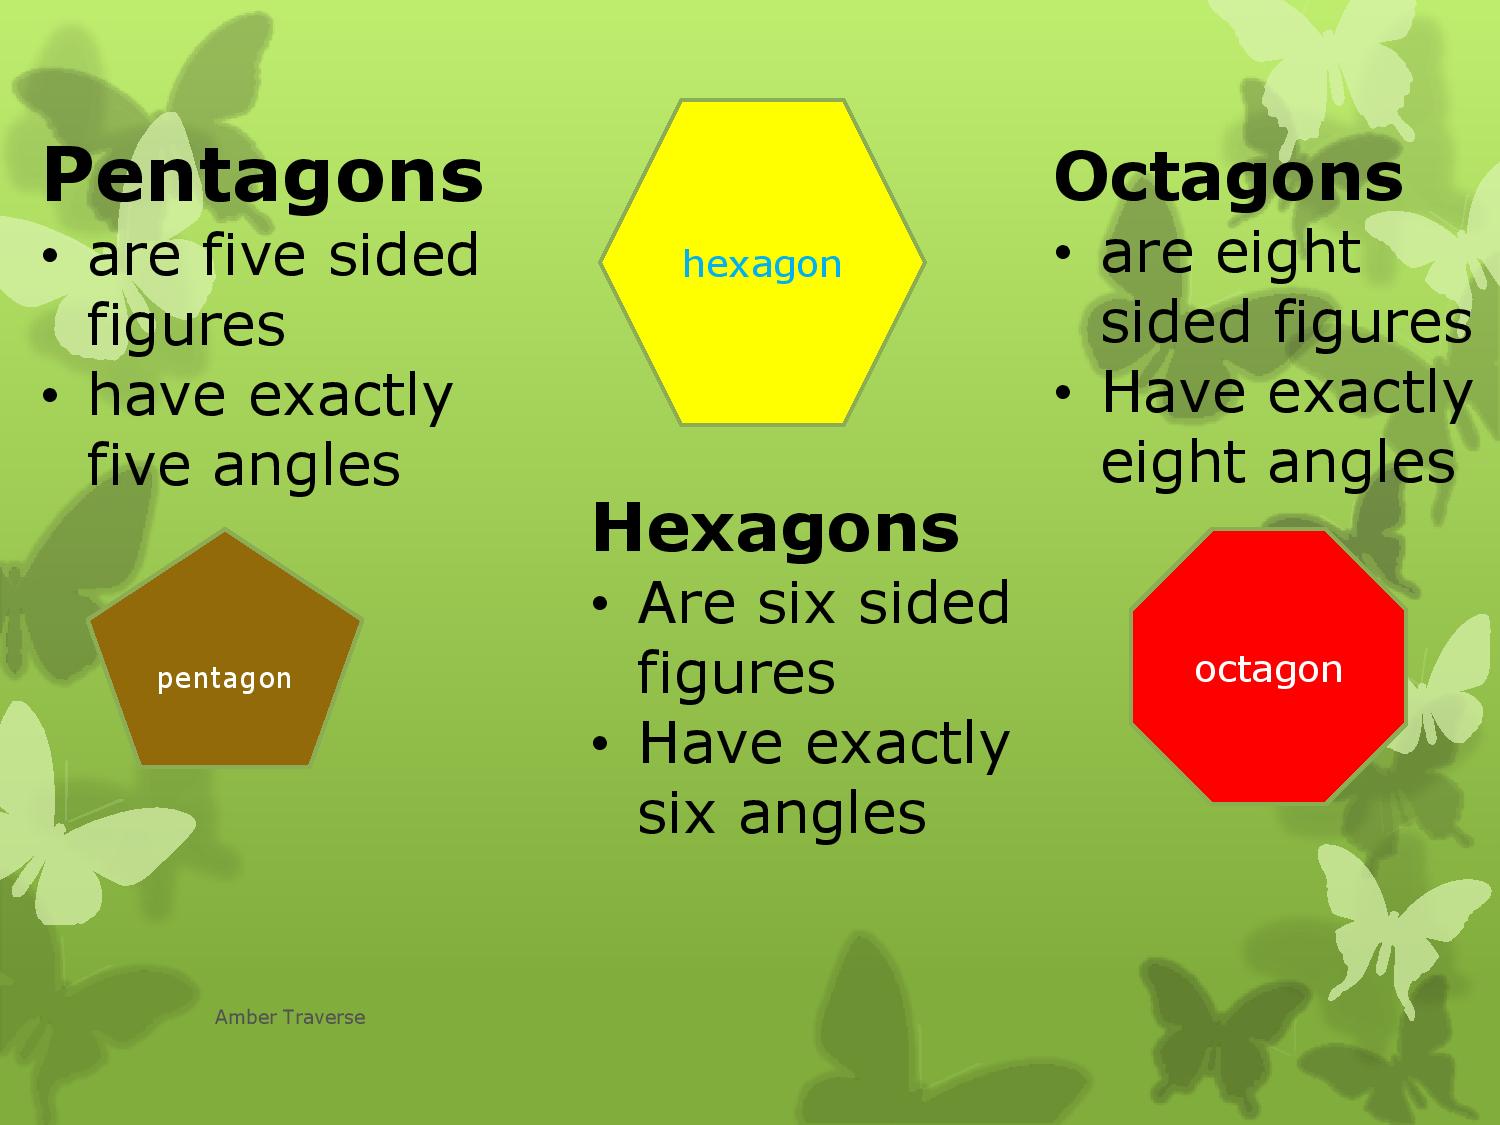 Pentagons
• are five sided
figures
• have exactly
five angles
pentagon
hexagon
Hexagons
• Are six sided
figures
• Have exactly
six angles
Octagons
• are eight
sided figures
• Have exactly
eight angles
octagon
Amber Traverse